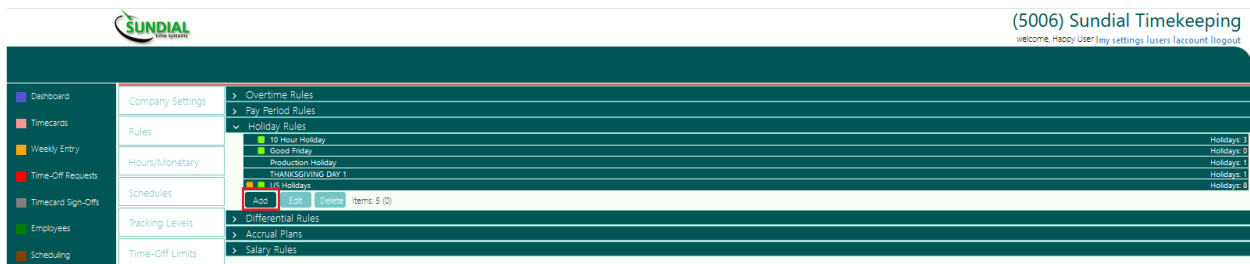 SUNDIAL
time systems
(5006) Sundial Timekeeping
welcome, Happy User |my settings |users |account |logout
Dashboard
Timecards
Weekly Entry
Time-Off Requests
Timecard Sign-Offs
Employees
Scheduling
Company Settings
Rules
Hours/Monetary
Schedules
Tracking Levels
Time-Off Limits
> Overtime Rules
> Pay Period Rules
Holiday Rules
10 Hour Holiday Holidays: 3
Good Friday Holidays: 0
Production Holiday Holidays: 1
THANKSGIVING DAY 1 Holidays: 1
US Holidays Holidays: 8
Add Edit Delete Items: 5 (0)
> Differential Rules
> Accrual Plans
> Salary Rules